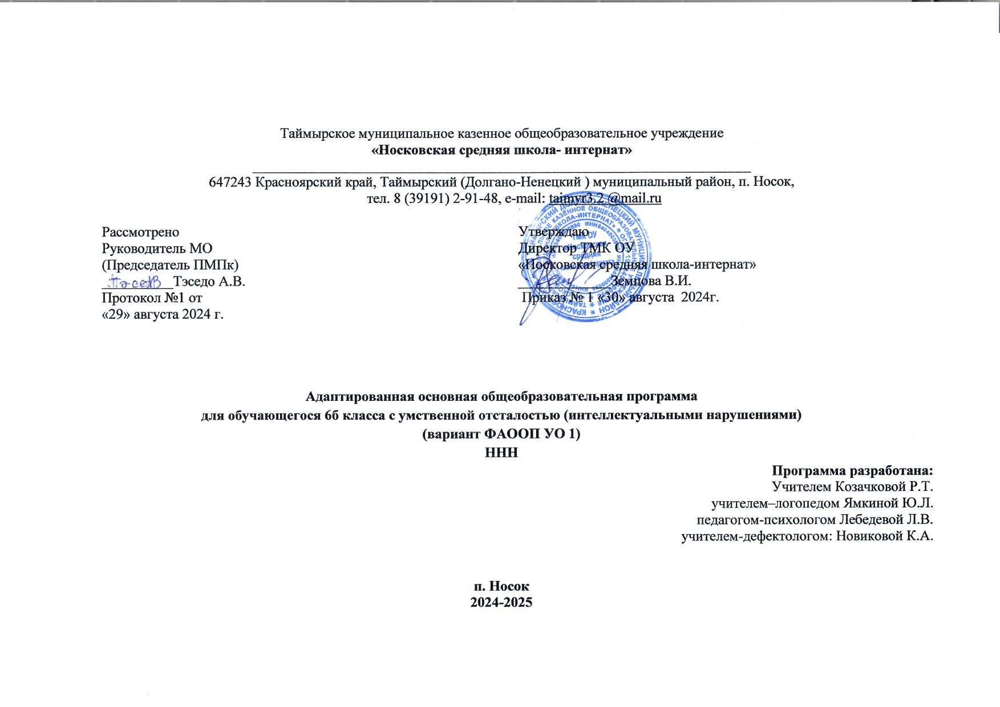 Таймырское муниципальное казенное общеобразовательное учреждение
«Носковская средняя школа- интернат»
647243 Красноярский край, Таймырский (Долгано-Ненецкий ) муниципальный район, п. Носок,
тел. 8 (39191) 2-91-48, e-mail: taimyr3.2 @mail.ru
Рассмотрено
Руководитель МО
(Председатель ПМПк)
Тэседо А.В.
Протокол №1 от
«29» августа 2024 г.
Утверждаю
Директор ТМК ОУ
«Носковская средняя школа-интернат»
Земцова В.И.
Приказ № 1 «30» августа 2024г.
Адаптированная основная общеобразовательная программа
для обучающегося 6б класса с умственной отсталостью (интеллектуальными нарушениями)
(вариант ФАООП УО 1)
ННН
Программа разработана:
Учителем Козачковой Р.Т.
учителем–логопедом Ямкиной Ю.Л.
педагогом-психологом Лебедевой Л.В.
учителем-дефектологом: Новиковой К.А.
п. Носок
2024-2025